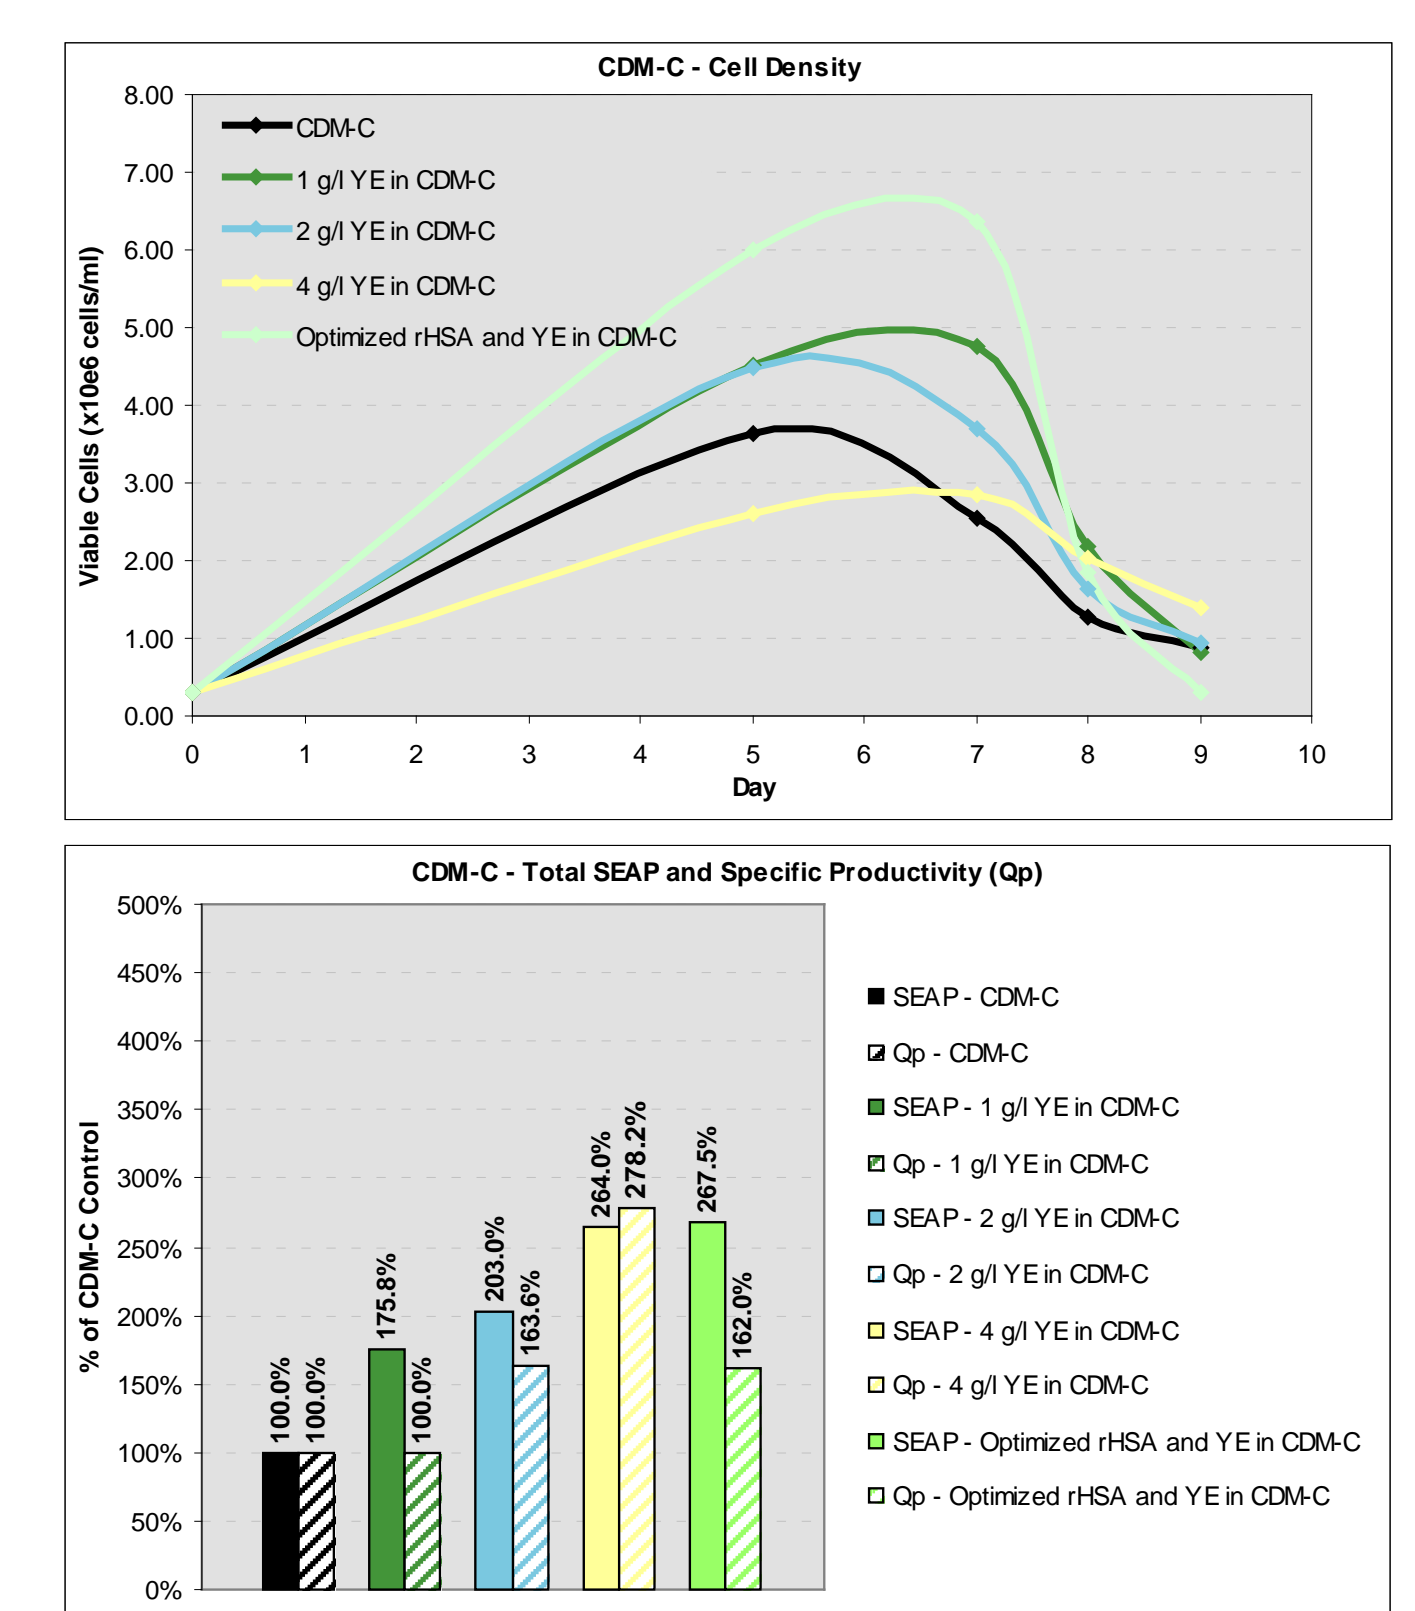 CDM-C - Cell Density
8.00
7.00
6.00
5.00
4.00
3.00
2.00
1.00
0.00
Viable Cells (x10e6 cells/ml)
CDM-C
1 g/l YE in CDM-C
2 g/l YE in CDM-C
4 g/l YE in CDM-C
Optimized rHSA and YE in CDM-C
0 1 2 3 4 5 6 7 8 9 10
Day
CDM-C - Total SEAP and Specific Productivity (Qp)
500%
450%
400%
350%
300%
250%
200%
150%
100%
50%
0%
% of CDM-C Control
100.0%
100.0%
175.8%
100.0%
203.0%
163.6%
264.0%
278.2%
267.5%
162.0%
SEAP - CDM-C
Qp - CDM-C
SEAP - 1 g/l YE in CDM-C
Qp - 1 g/l YE in CDM-C
SEAP - 2 g/l YE in CDM-C
Qp - 2 g/l YE in CDM-C
SEAP - 4 g/l YE in CDM-C
Qp - 4 g/l YE in CDM-C
SEAP - Optimized rHSA and YE in CDM-C
Qp - Optimized rHSA and YE in CDM-C